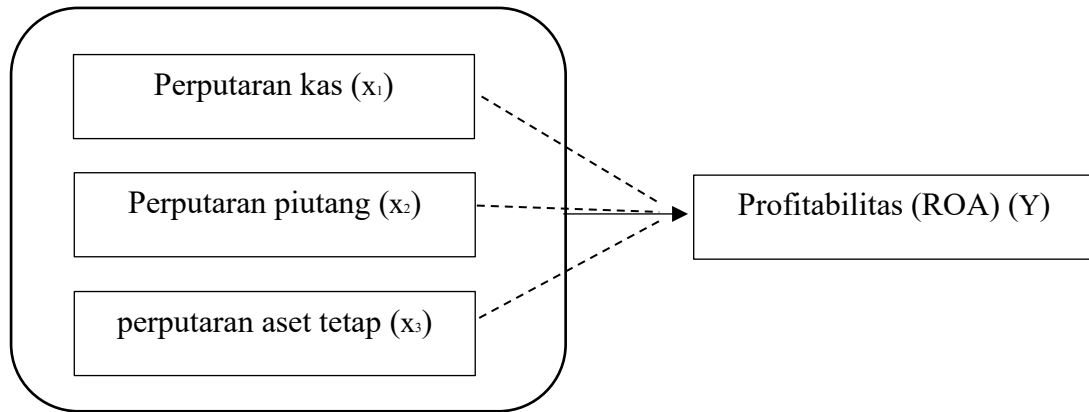 Perputaran kas (x₁)
Perputaran piutang (x₂)
Profitabilitas (ROA) (Y)
perputaran aset tetap (x₃)